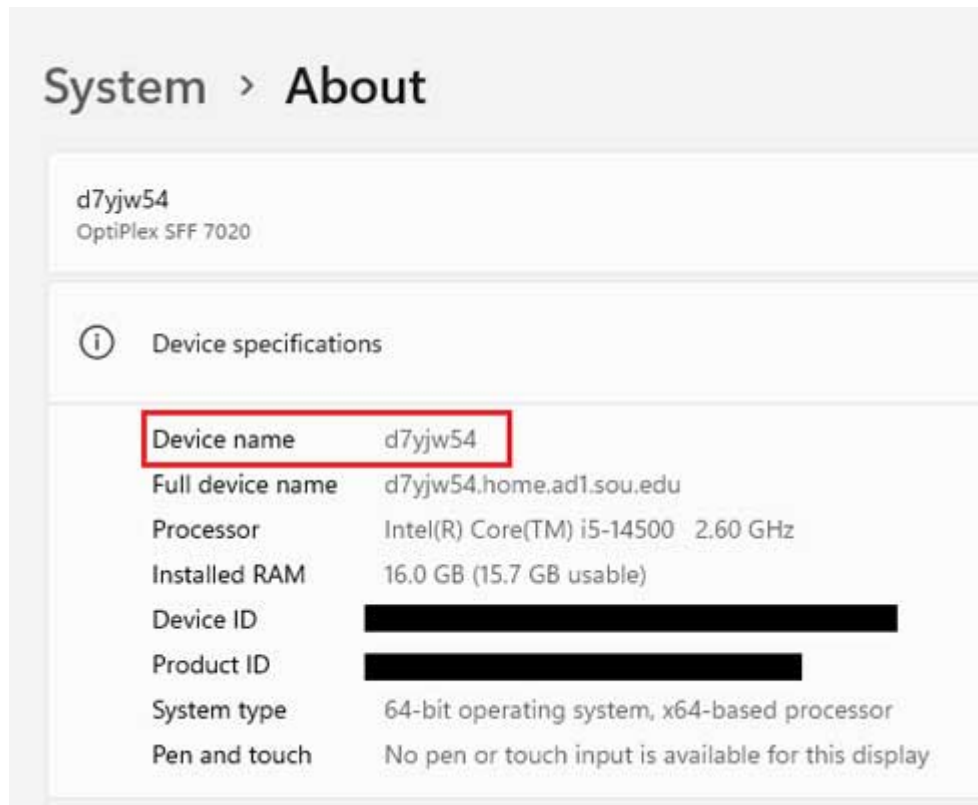 System > About
d7yjw54
OptiPlex SFF 7020
Device specifications
Device name d7yjw54
Full device name d7yjw54.home.ad1.sou.edu
Processor Intel(R) Core(TM) i5-14500 2.60 GHz
Installed RAM 16.0 GB (15.7 GB usable)
Device ID
Product ID
System type 64-bit operating system, x64-based processor
Pen and touch No pen or touch input is available for this display